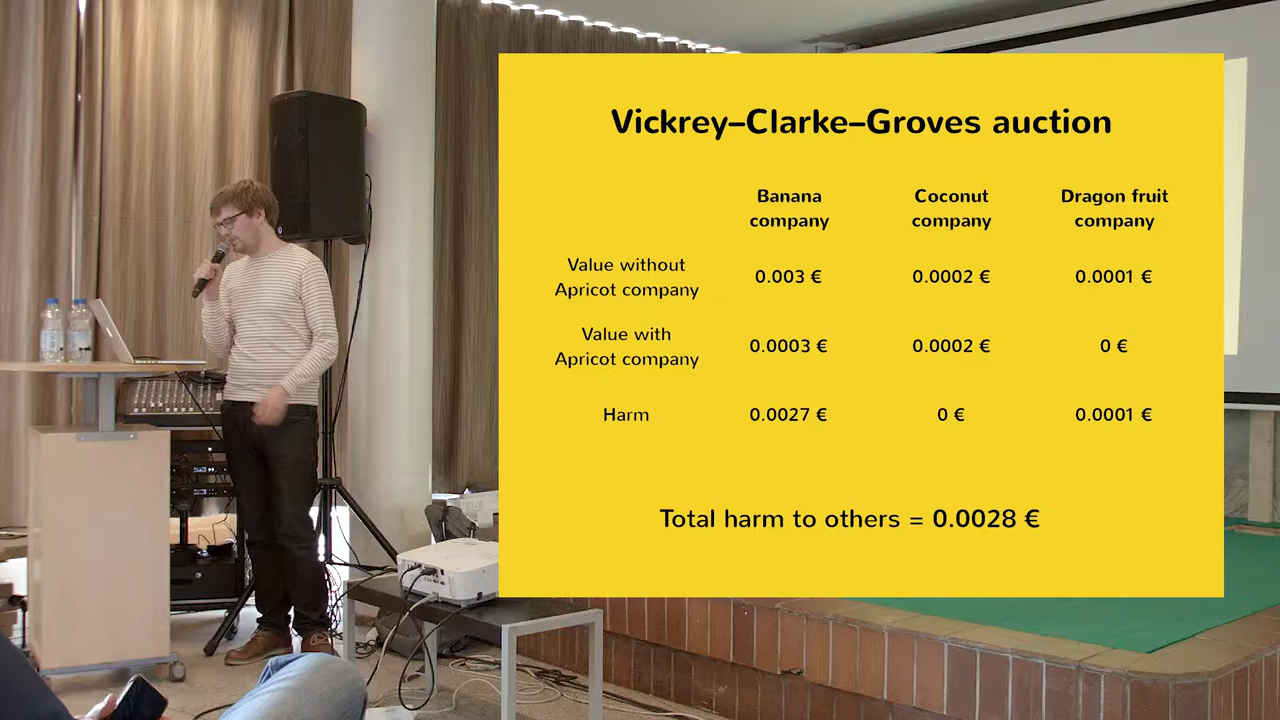 Vickrey–Clarke–Groves auction
Banana company
Coconut company
Dragon fruit company
Value without Apricot company
0.003 €
0.0002 €
0.0001 €
Value with Apricot company
0.0003 €
0.0002 €
0 €
Harm
0.0027 €
0 €
0.0001 €
Total harm to others = 0.0028 €